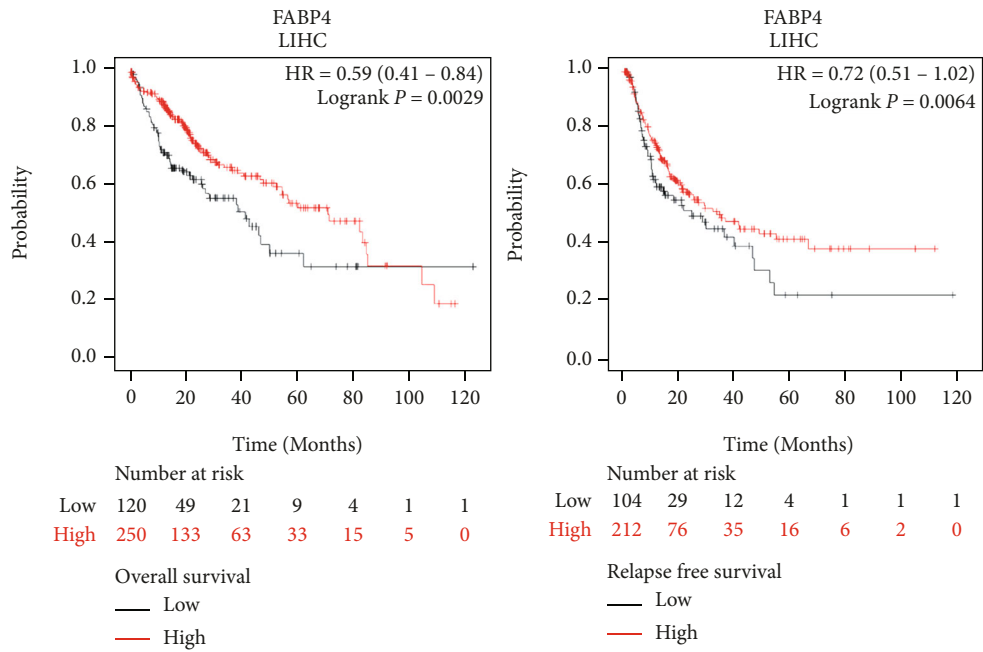 FABP4
LIHC
HR = 0.59 (0.41 – 0.84)
Logrank P = 0.0029
Probability
1.0
0.8
0.6
0.4
0.2
0.0
0 20 40 60 80 100 120
Time (Months)
Number at risk
Low 120 49 21 9 4 1 1
High 250 133 63 33 15 5 0
Overall survival
Low
High
FABP4
LIHC
HR = 0.72 (0.51 – 1.02)
Logrank P = 0.0064
Probability
1.0
0.8
0.6
0.4
0.2
0.0
0 20 40 60 80 100 120
Time (Months)
Number at risk
Low 104 29 12 4 1 1 1
High 212 76 35 16 6 2 0
Relapse free survival
Low
High